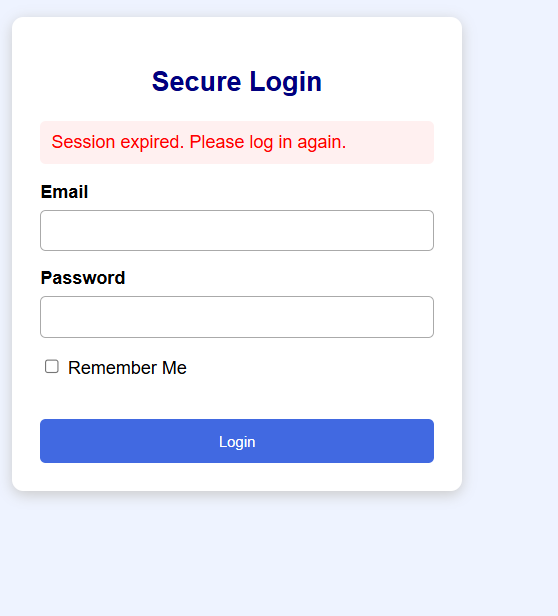 Secure Login
Session expired. Please log in again.
Email
Password
Remember Me
Login